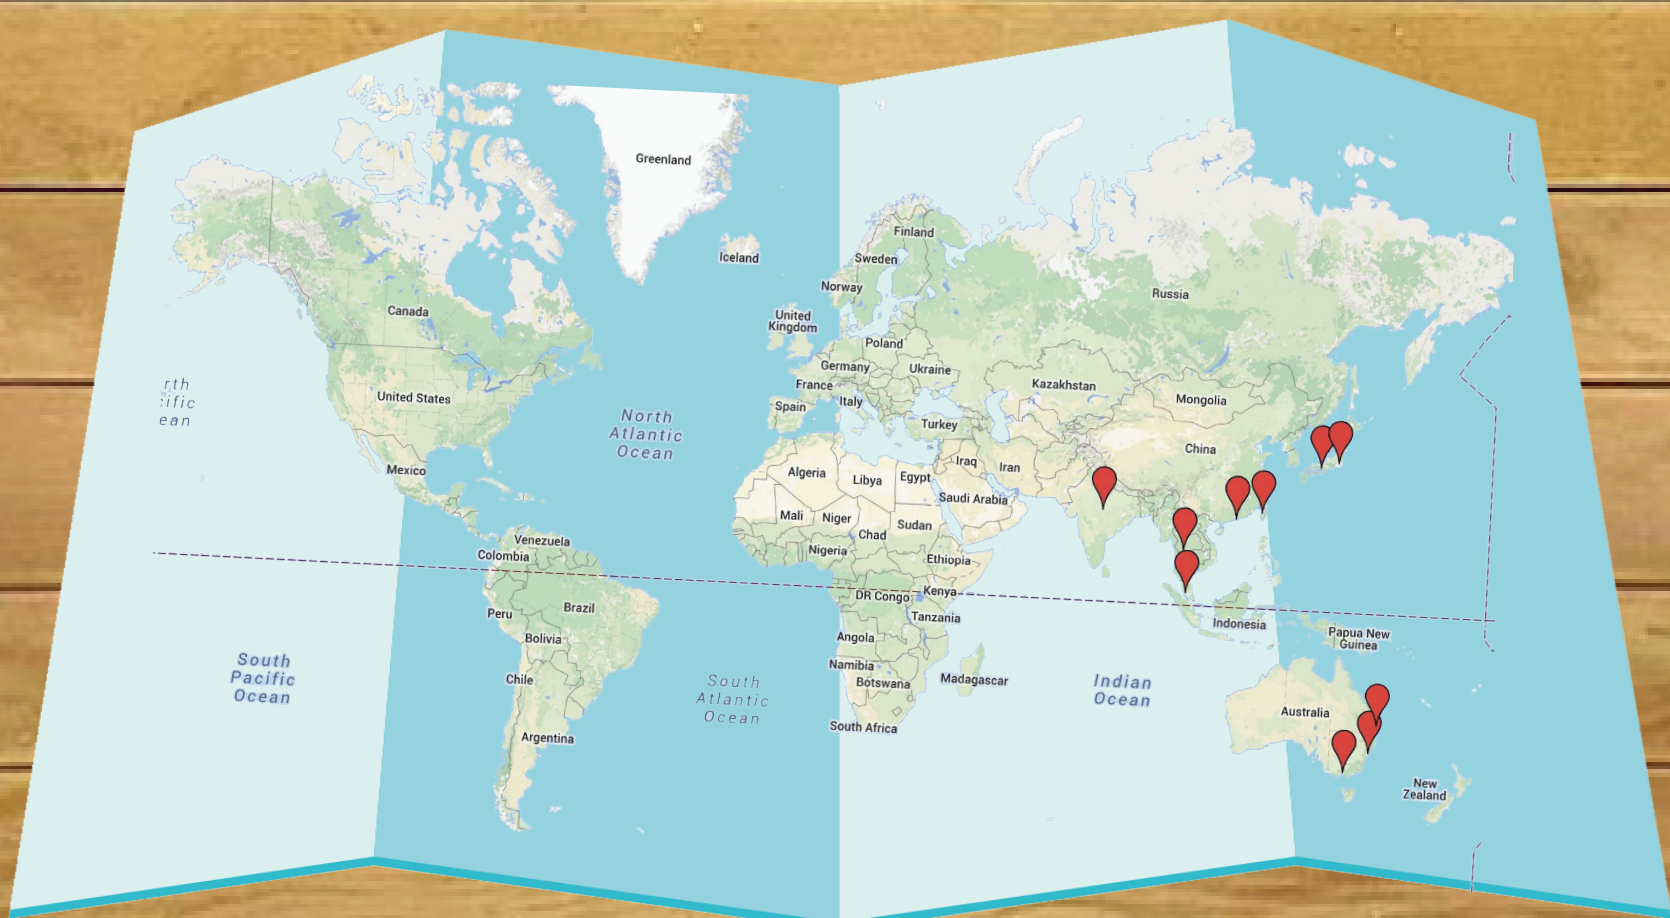 Greenland
Finland
Iceland
Sweden
Norway
Russia
Canada
United
Kingdom
Poland
Germany
Ukraine
France
Kazakhstan
rth
cific
ean
United States
Spain
Italy
Mongolia
North
Atlantic
Ocean
Turkey
China
Mexico
Algeria
Libya
Egypt
Iraq
Iran
Saudi Arabia
Mali
Niger
Chad
Sudan
Venezuela
Colombia
Nigeria
Ethiopia
DR Congo
Kenya
Peru
Brazil
Tanzania
Indonesia
Papua New
Guinea
Bolivia
Angola
South
Pacific
Ocean
Chile
Namibia
Botswana
Madagascar
South
Atlantic
Ocean
Indian
Ocean
Australia
South Africa
Argentina
New
Zealand